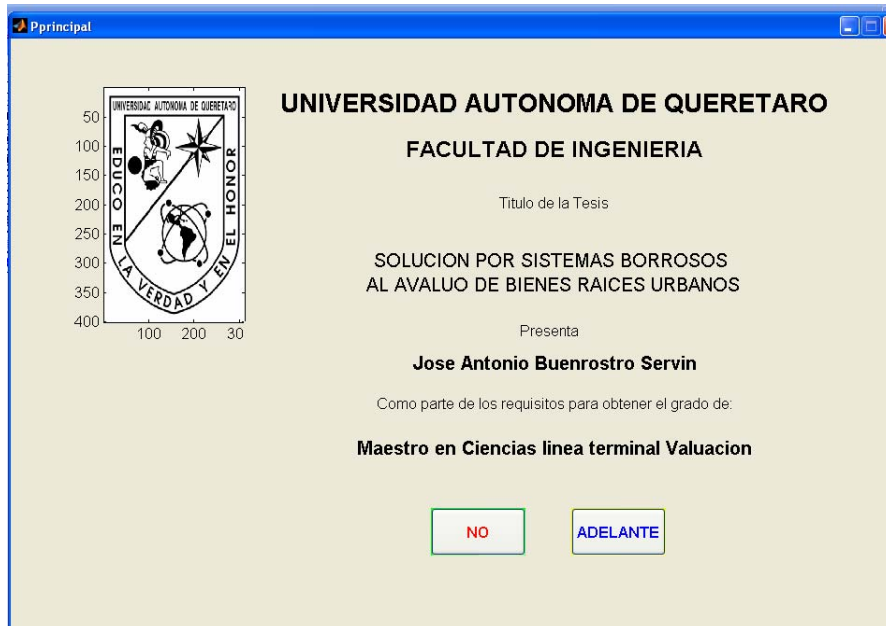 Pprincipal
UNIVERSIDAD AUTONOMA DE QUERETARO
EDUCO EN LA VERDAD Y EN EL HONOR
50
100
150
200
250
300
350
400
100 200 30
UNIVERSIDAD AUTONOMA DE QUERETARO
FACULTAD DE INGENIERIA
Titulo de la Tesis
SOLUCION POR SISTEMAS BORROSOS
AL AVALUO DE BIENES RAICES URBANOS
Presenta
Jose Antonio Buenrostro Servin
Como parte de los requisitos para obtener el grado de:
Maestro en Ciencias linea terminal Valuacion
NO ADELANTE